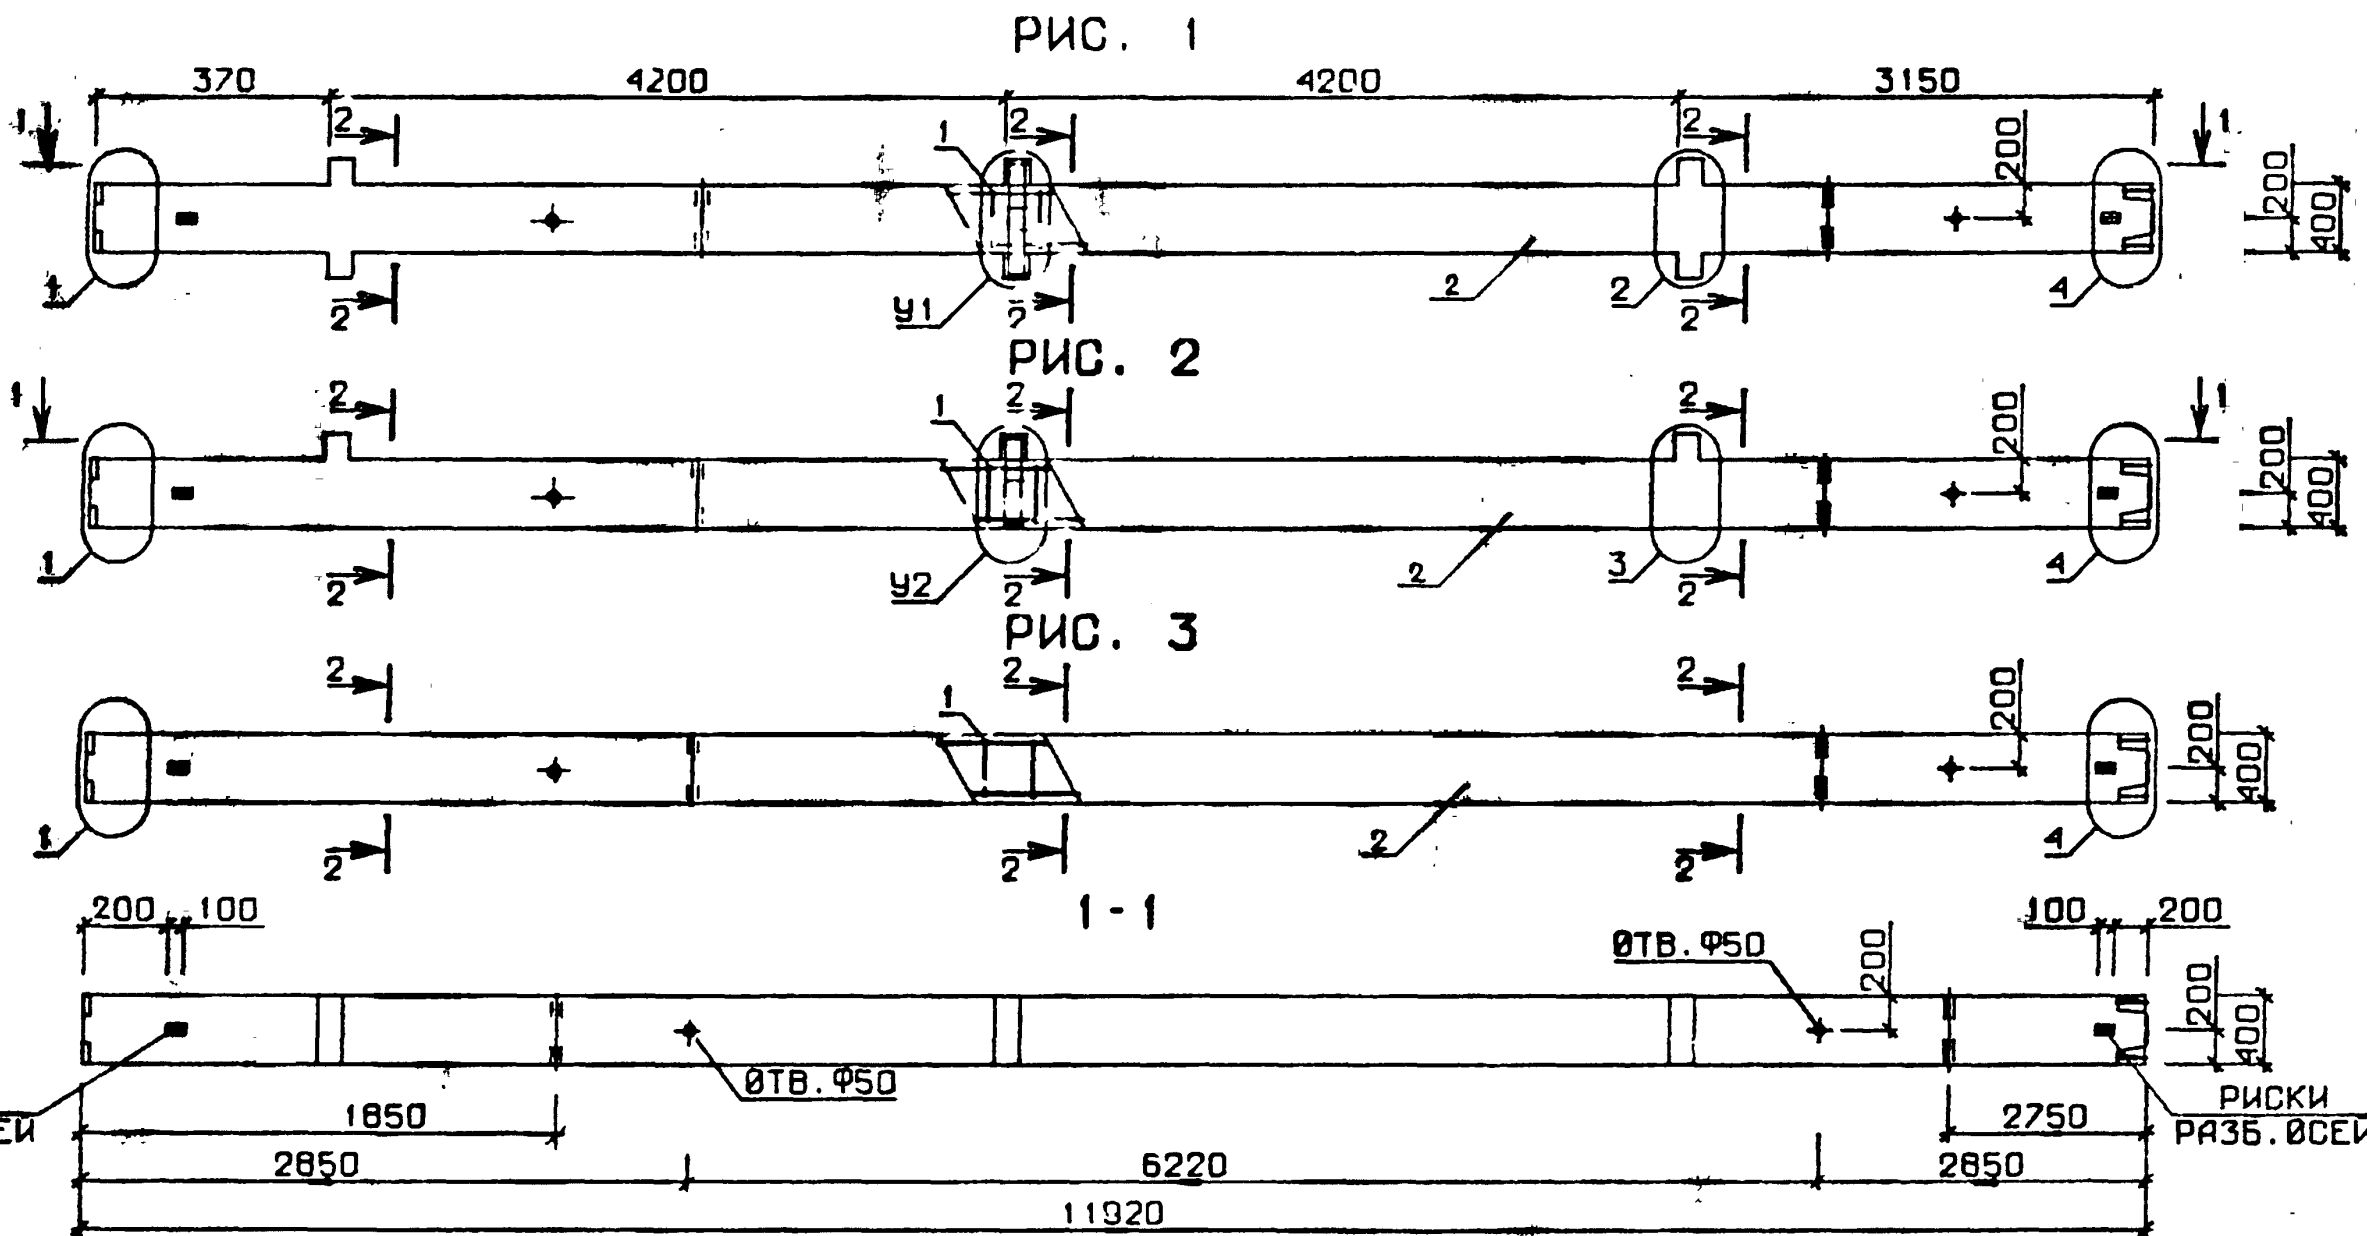 РИС. 1
370 4200 4200 3150
1 2 1 2 2 200 1
200 400
1 2 У1 2 2 2 2 4
РИС. 2
1 2 1 2 2 200 1
200 400
1 2 У2 2 2 3 2 4
РИС. 3
2 1 2 2 200
200 400
1 2 2 2 2 4
1-1
200 100 ОТВ. Ф50 200 100 200
200 400
ОТВ. Ф50
ЕЙ 1850 2750 РИСКИ
РАЗБ. ОСЕЙ
2850 6220 2850
11920